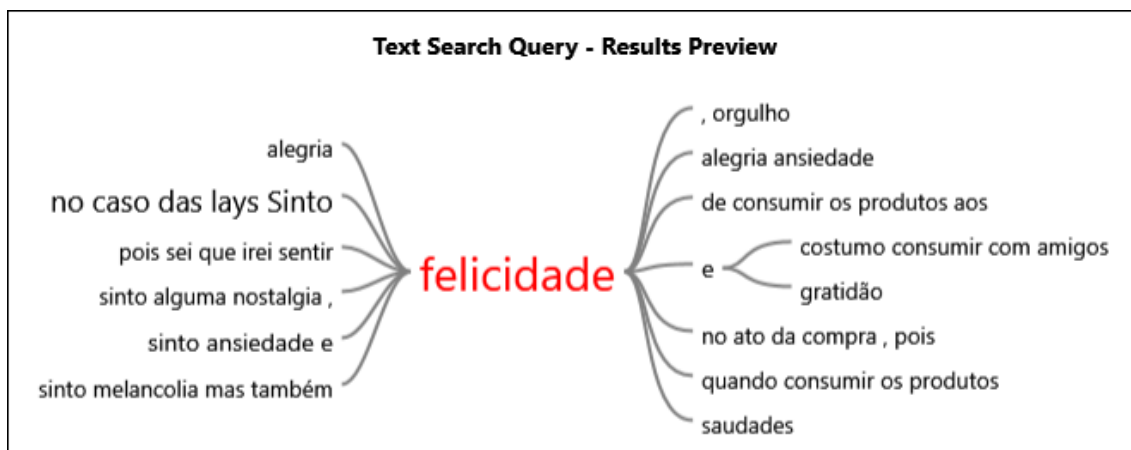 Text Search Query - Results Preview
alegria
no caso das lays Sinto
pois sei que irei sentir
sinto alguma nostalgia ,
sinto ansiedade e
sinto melancolia mas também
felicidade
, orgulho
alegria ansiedade
de consumir os produtos aos
e
costumo consumir com amigos
gratidão
no ato da compra , pois
quando consumir os produtos
saudades